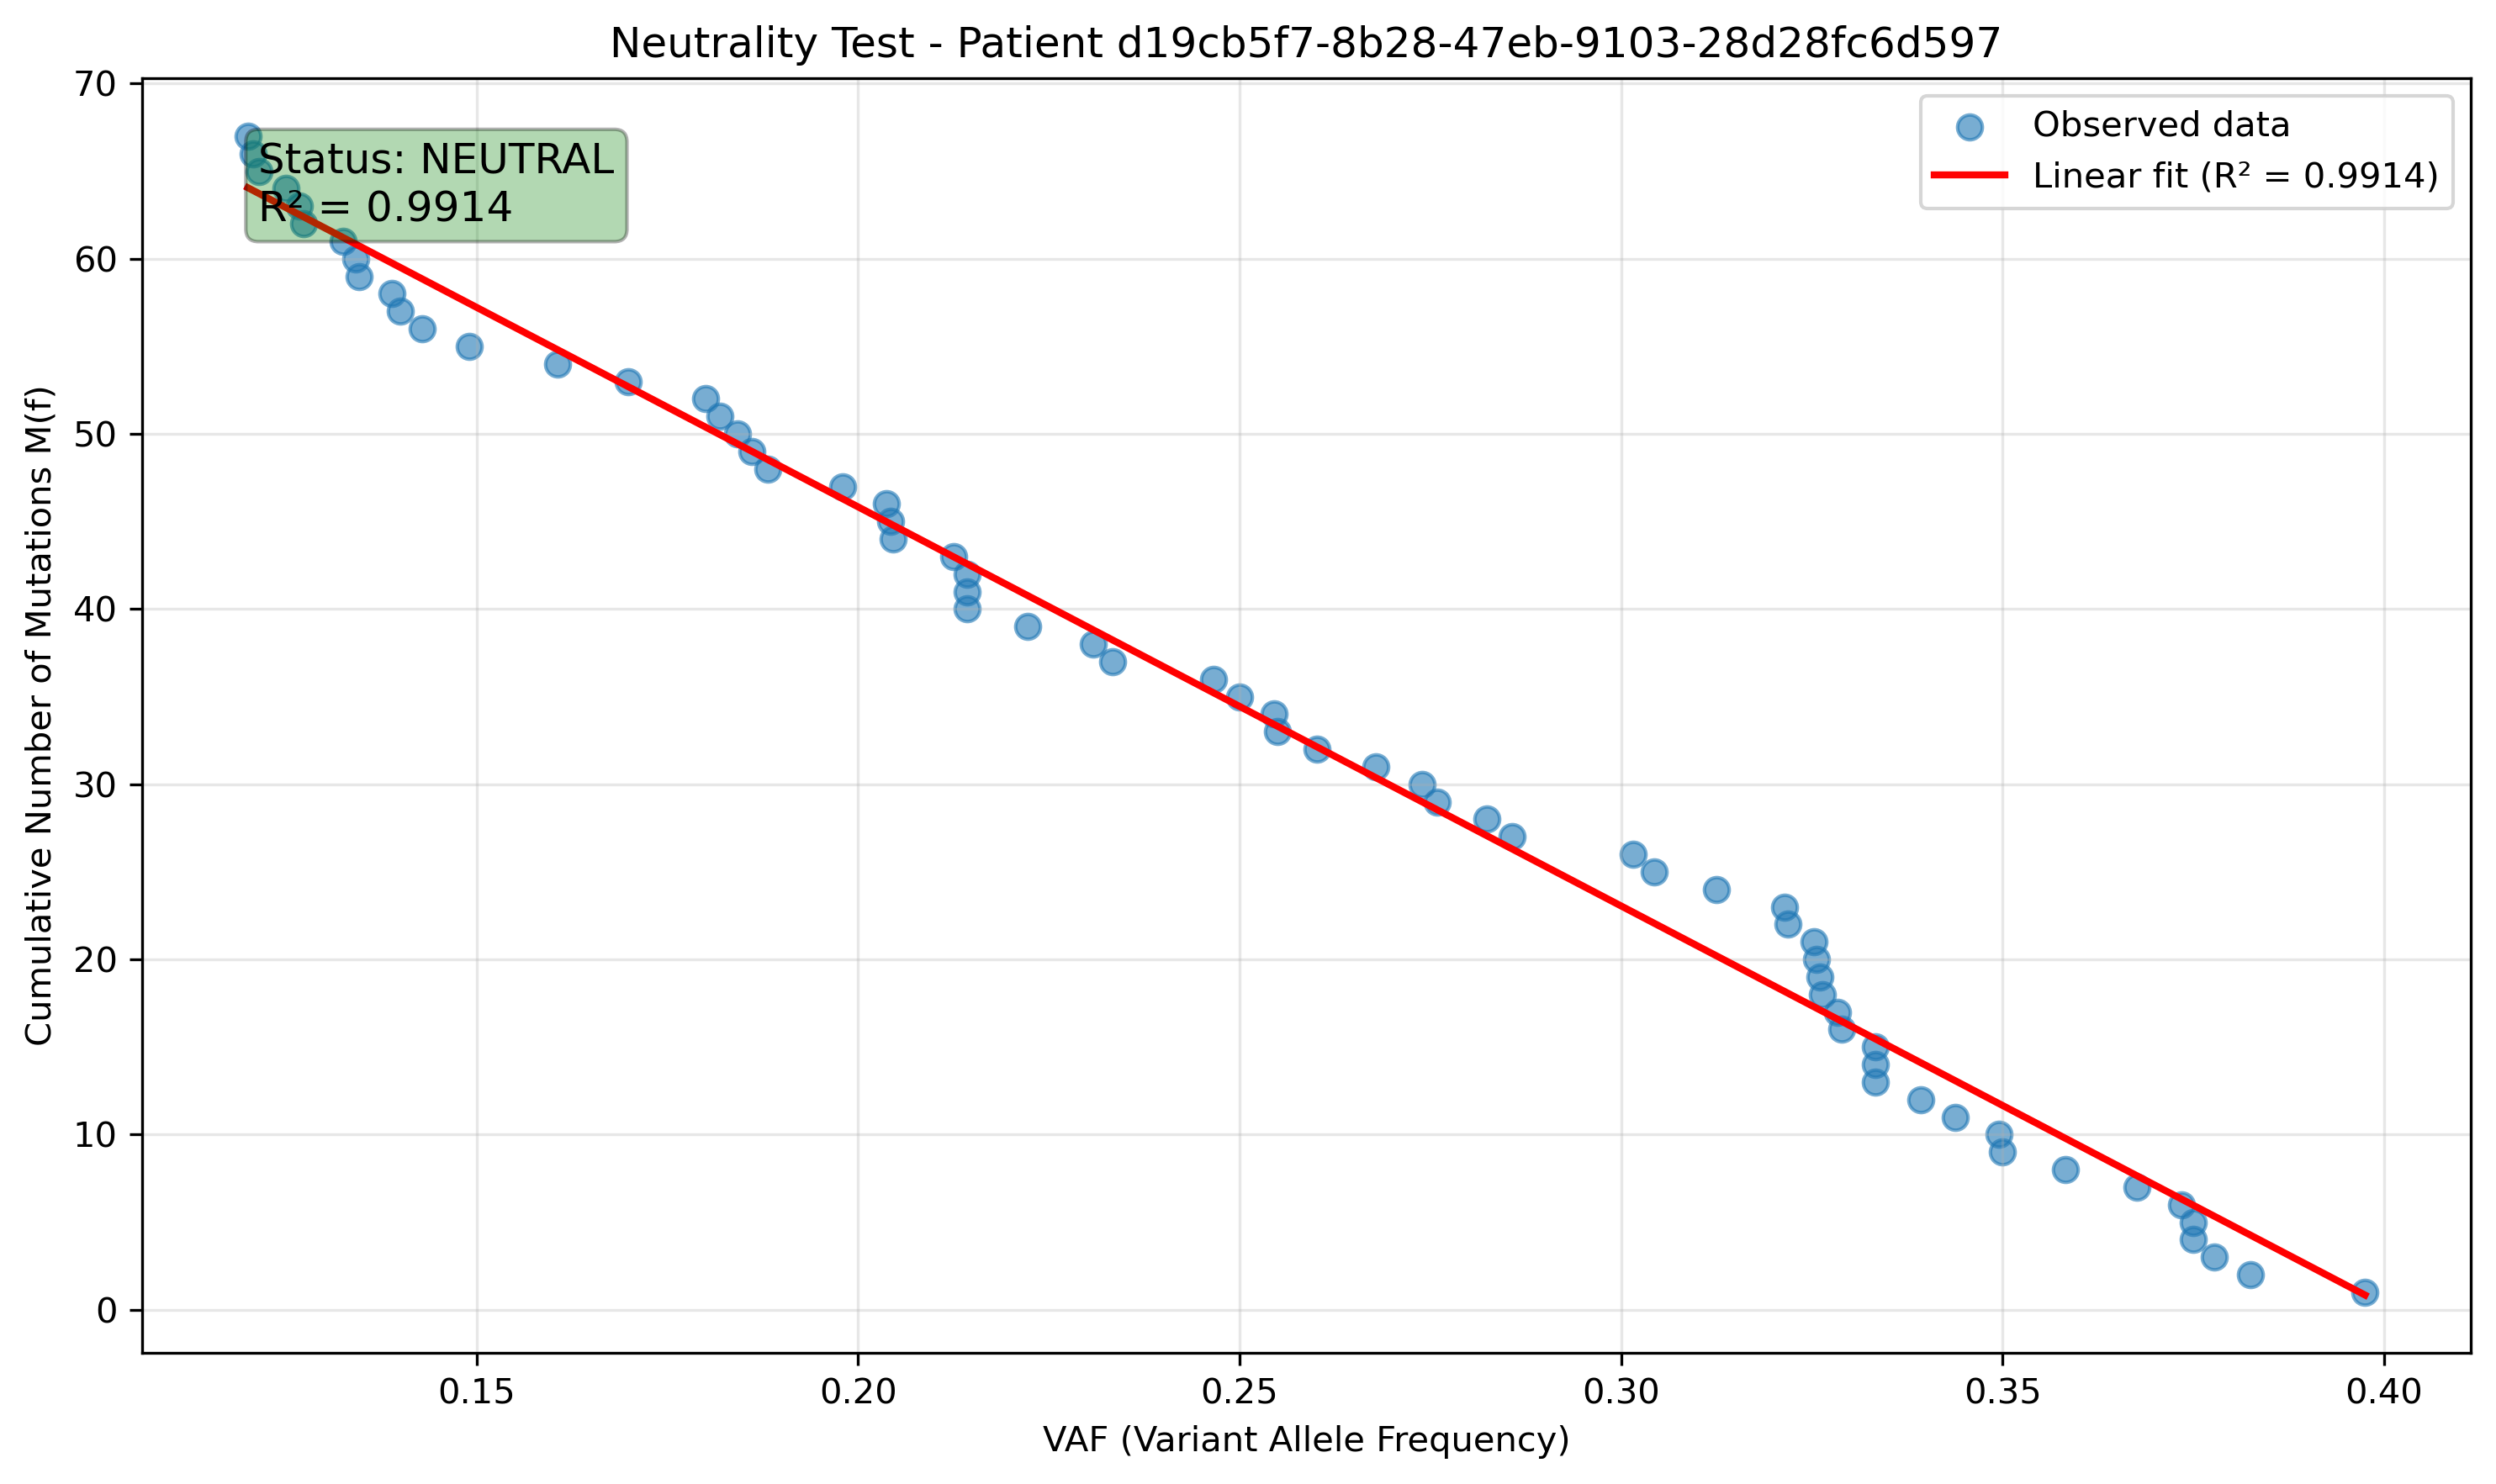 Neutrality Test - Patient d19cb5f7-8b28-47eb-9103-28d28fc6d597
Observed data
Linear fit (R² = 0.9914)
Status: NEUTRAL
R² = 0.9914
Cumulative Number of Mutations M(f)
70
60
50
40
30
20
10
0
0.15
0.20
0.25
0.30
0.35
0.40
VAF (Variant Allele Frequency)